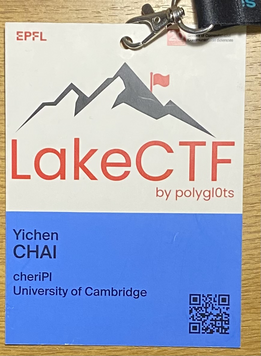 EPFL
LakeCTF
by polygl0ts
Yichen
CHAI
cheriPI
University of Cambridge